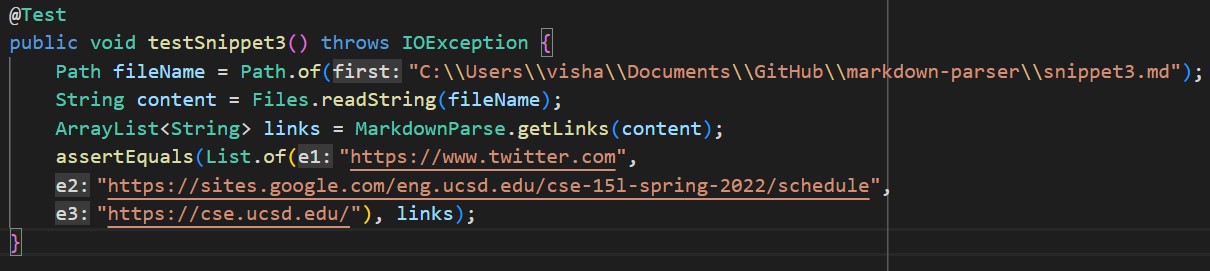 @Test
public void testSnippet3() throws IOException {
Path fileName = Path.of(first: "C:\\Users\\visha\\Documents\\GitHub\\markdown-parser\\snippet3.md");
String content = Files.readString(fileName);
ArrayList<String> links = MarkdownParse.getLinks(content);
assertEquals(List.of(e1: "https://www.twitter.com",
e2: "https://sites.google.com/eng.ucsd.edu/cse-15l-spring-2022/schedule",
e3: "https://cse.ucsd.edu/"), links);
}